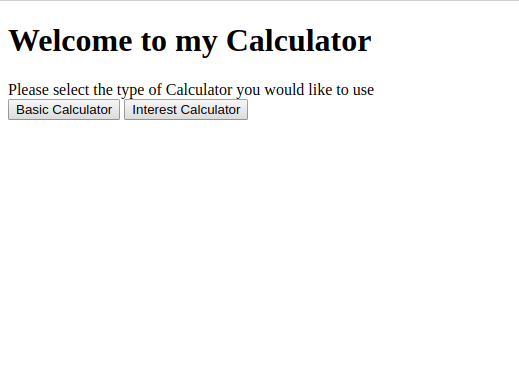 Welcome to my Calculator
Please select the type of Calculator you would like to use
Basic Calculator Interest Calculator